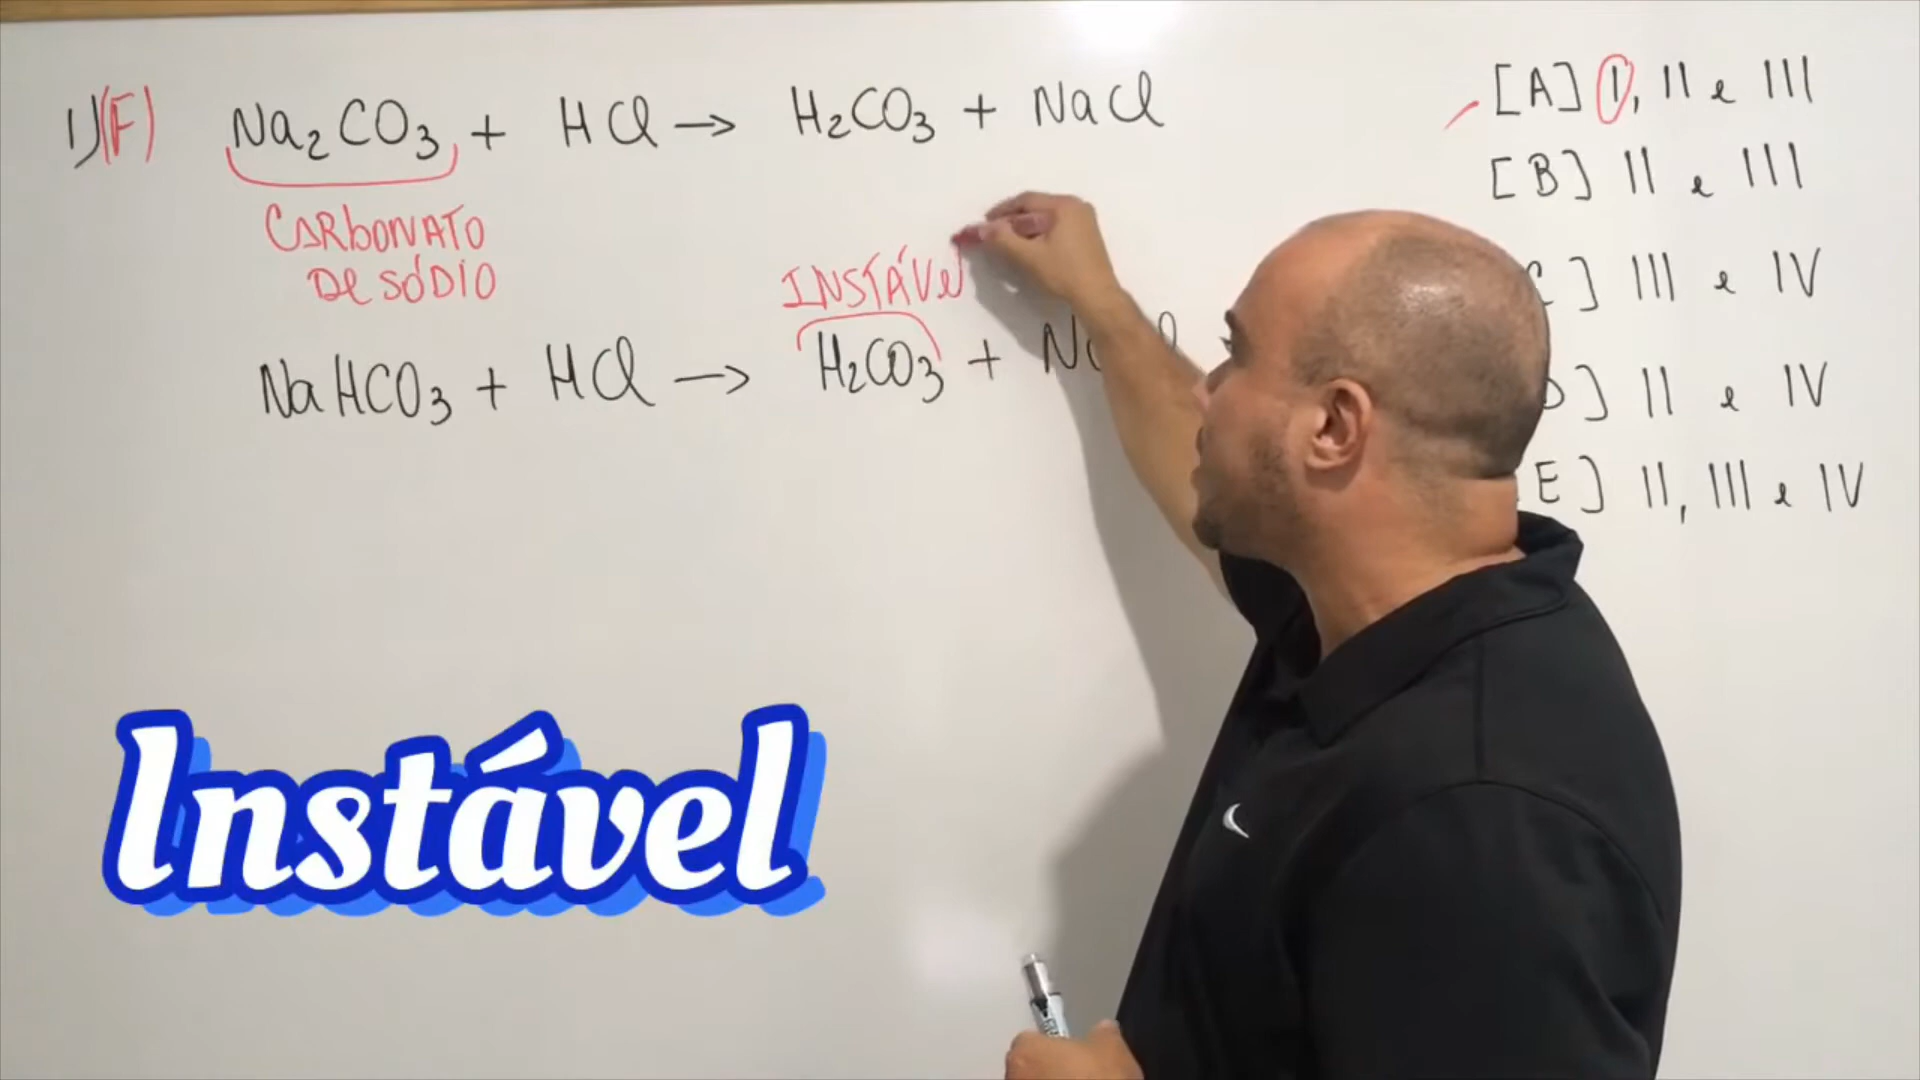 1)(F) Na₂CO₃ + HCl → H₂CO₃ + NaCl
CARbONATO
DE SÓDIO
INSTÁVel
NaHCO₃ + HCl → H₂CO₃ +
[A] I, II e III
[B] II e III
] III e IV
] II e IV
E] II, III e IV
Instável